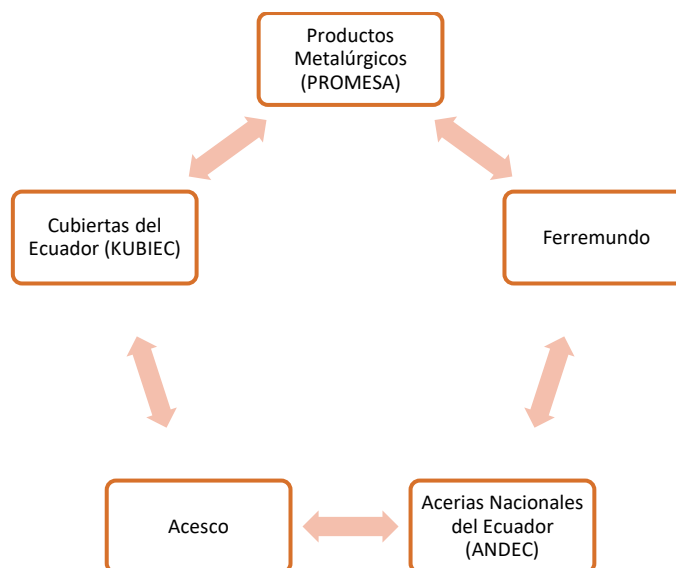 Productos
Metalúrgicos
(PROMESA)
Cubiertas del
Ecuador (KUBIEC)
Ferremundo
Acesco
Acerias Nacionales
del Ecuador
(ANDEC)